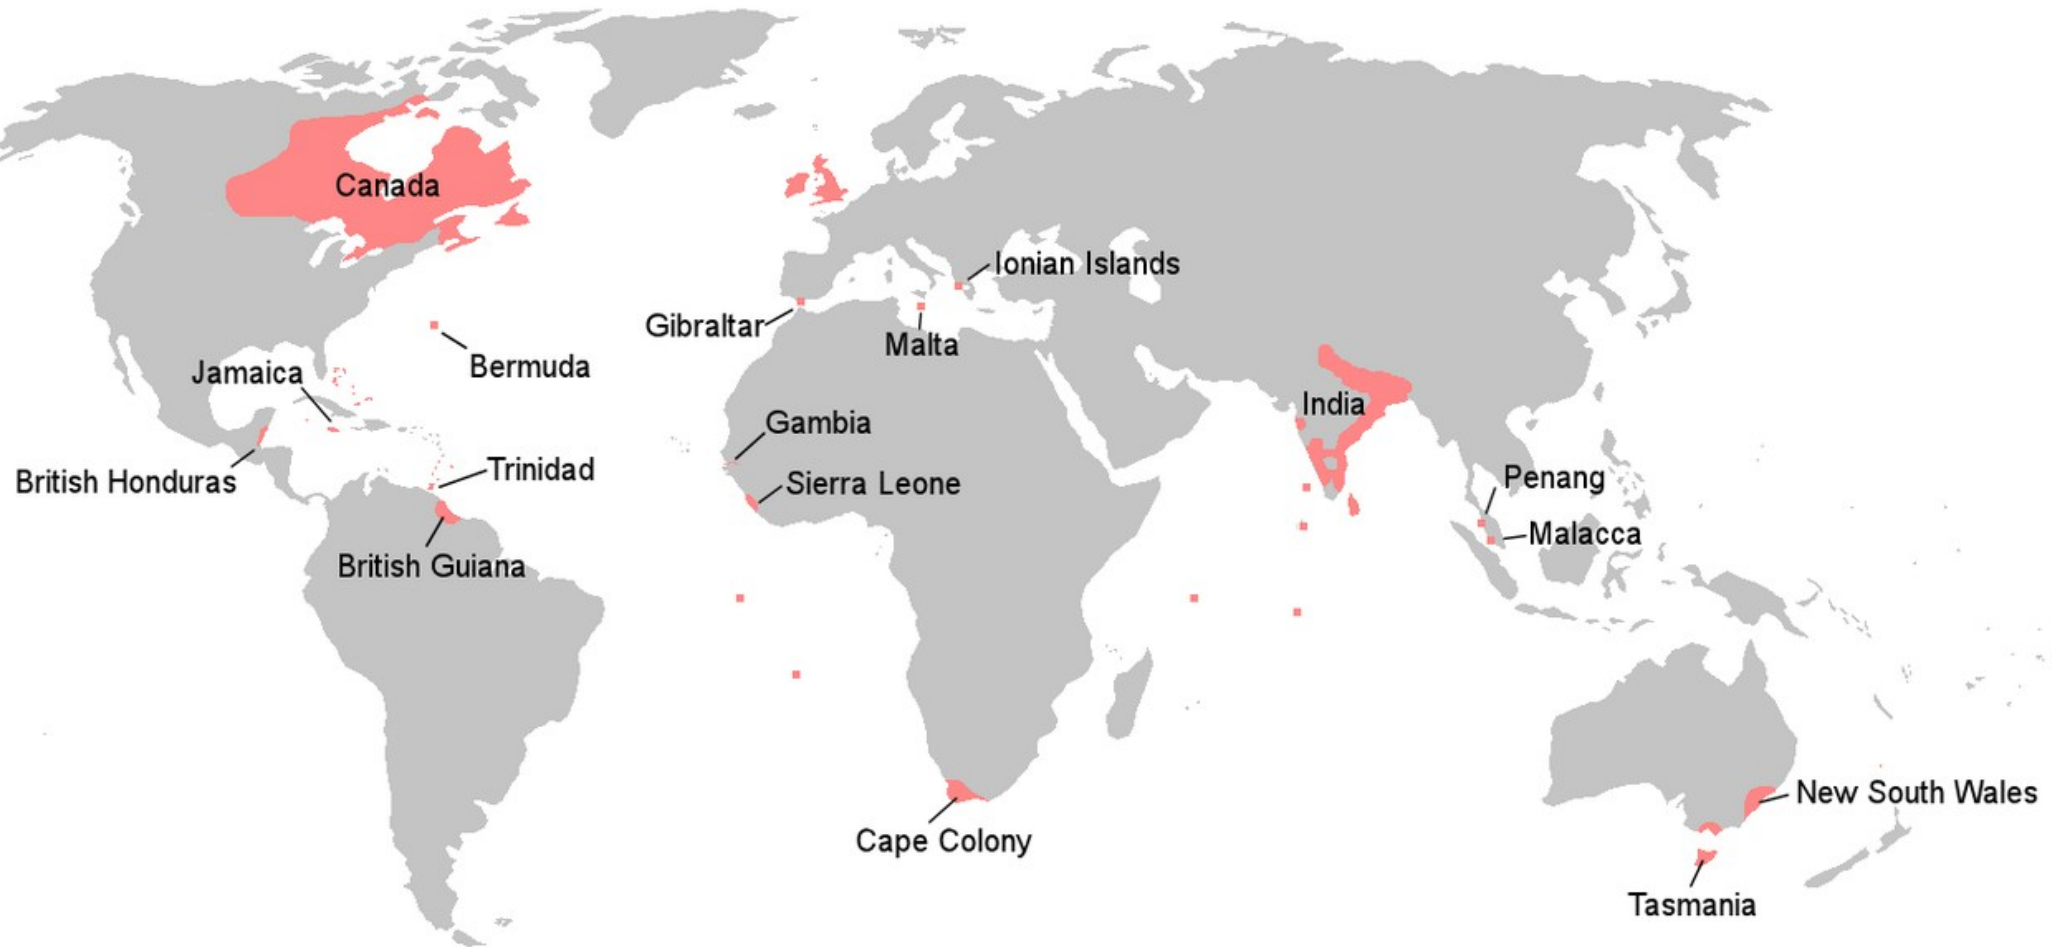 Canada
Ionian Islands
Gibraltar
Malta
Bermuda
Jamaica
India
Gambia
British Honduras
Trinidad
Sierra Leone
Penang
Malacca
British Guiana
New South Wales
Cape Colony
Tasmania